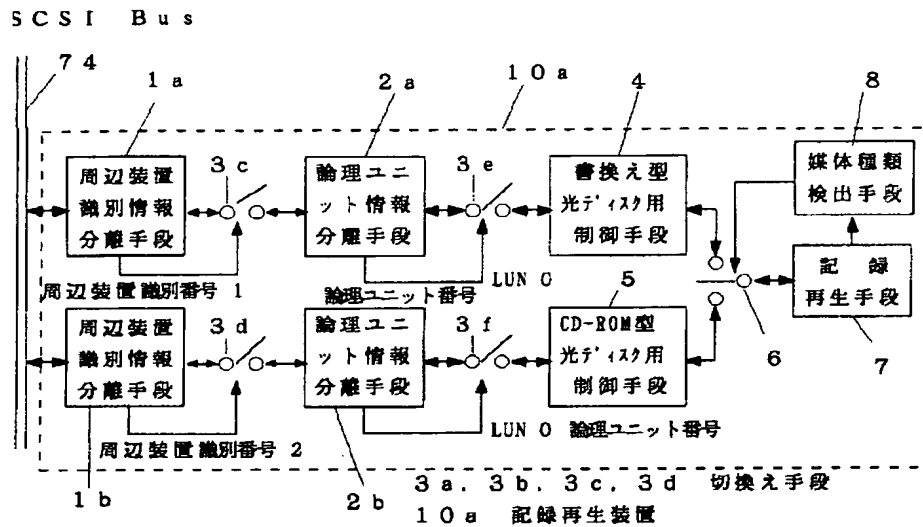 SCSI Bus
74
1a
2a
10a
4
8
周辺装置
識別情報
分離手段
3c
論理ユニ
ット情報
分離手段
3e
書換え型
光ディスク用
制御手段
媒体種類
検出手段
周辺装置識別番号 1
論理ユニット番号
LUN 0
5
記 録
再生手段
周辺装置
識別情報
分離手段
3d
論理ユニ
ット情報
分離手段
3f
CD-ROM型
光ディスク用
制御手段
6
7
周辺装置識別番号 2
LUN 0 論理ユニット番号
1b
2b
3a, 3b, 3c, 3d 切換え手段
10a 記録再生装置